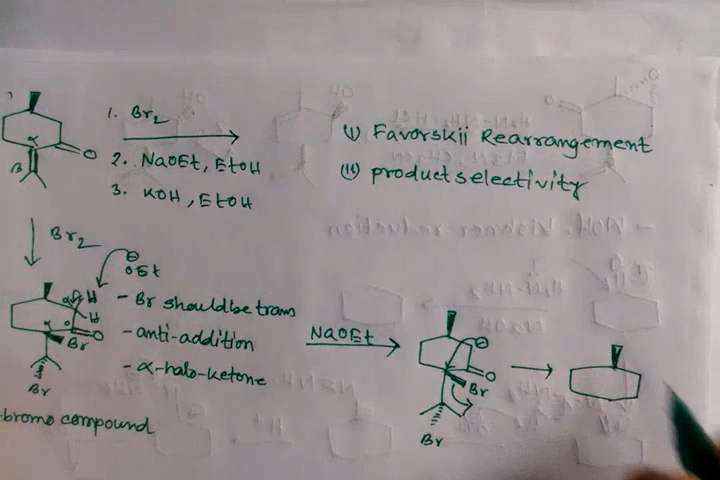 1. Br2
2. NaOEt, EtOH
3. KOH, EtOH
(i) Favorskii Rearrangement
(ii) product selectivity
α
β
O
Br2
⊖
OEt
α
H
H
α
O
Br
Br
- Br should be trans
- anti-addition
- α-halo-ketone
-bromo compound
NaOEt
⊖
O
Br
Br